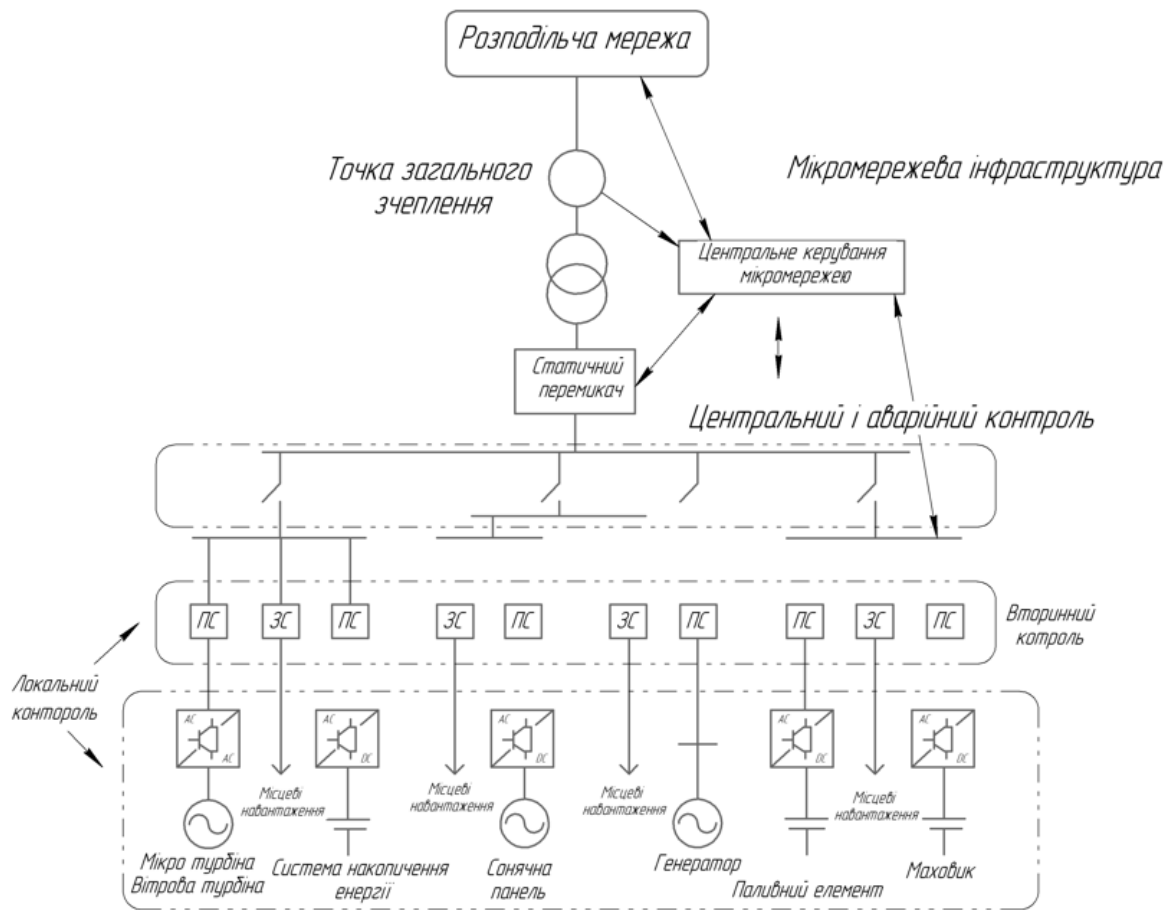 Розподільча мережа
Точка загального
зчеплення
Мікромережева інфраструктура
Центральне керування
мікромережею
Статичний
перемикач
Центральний і аварійний контроль
ПС
ЗС
ПС
ЗС
ПС
ЗС
ПС
ПС
ЗС
ПС
Вторинний
котроль
Локальний
контороль
AC
AC
AC
DC
AC
DC
AC
DC
AC
DC
Місцеві
навантаження
Місцеві
навантаження
Місцеві
навантаження
Місцеві
навантаження
Мікро турбіна
Вітрова турбіна
Система накопичення
енергії
Сонячна
панель
Генератор
Паливний елемент
Маховик